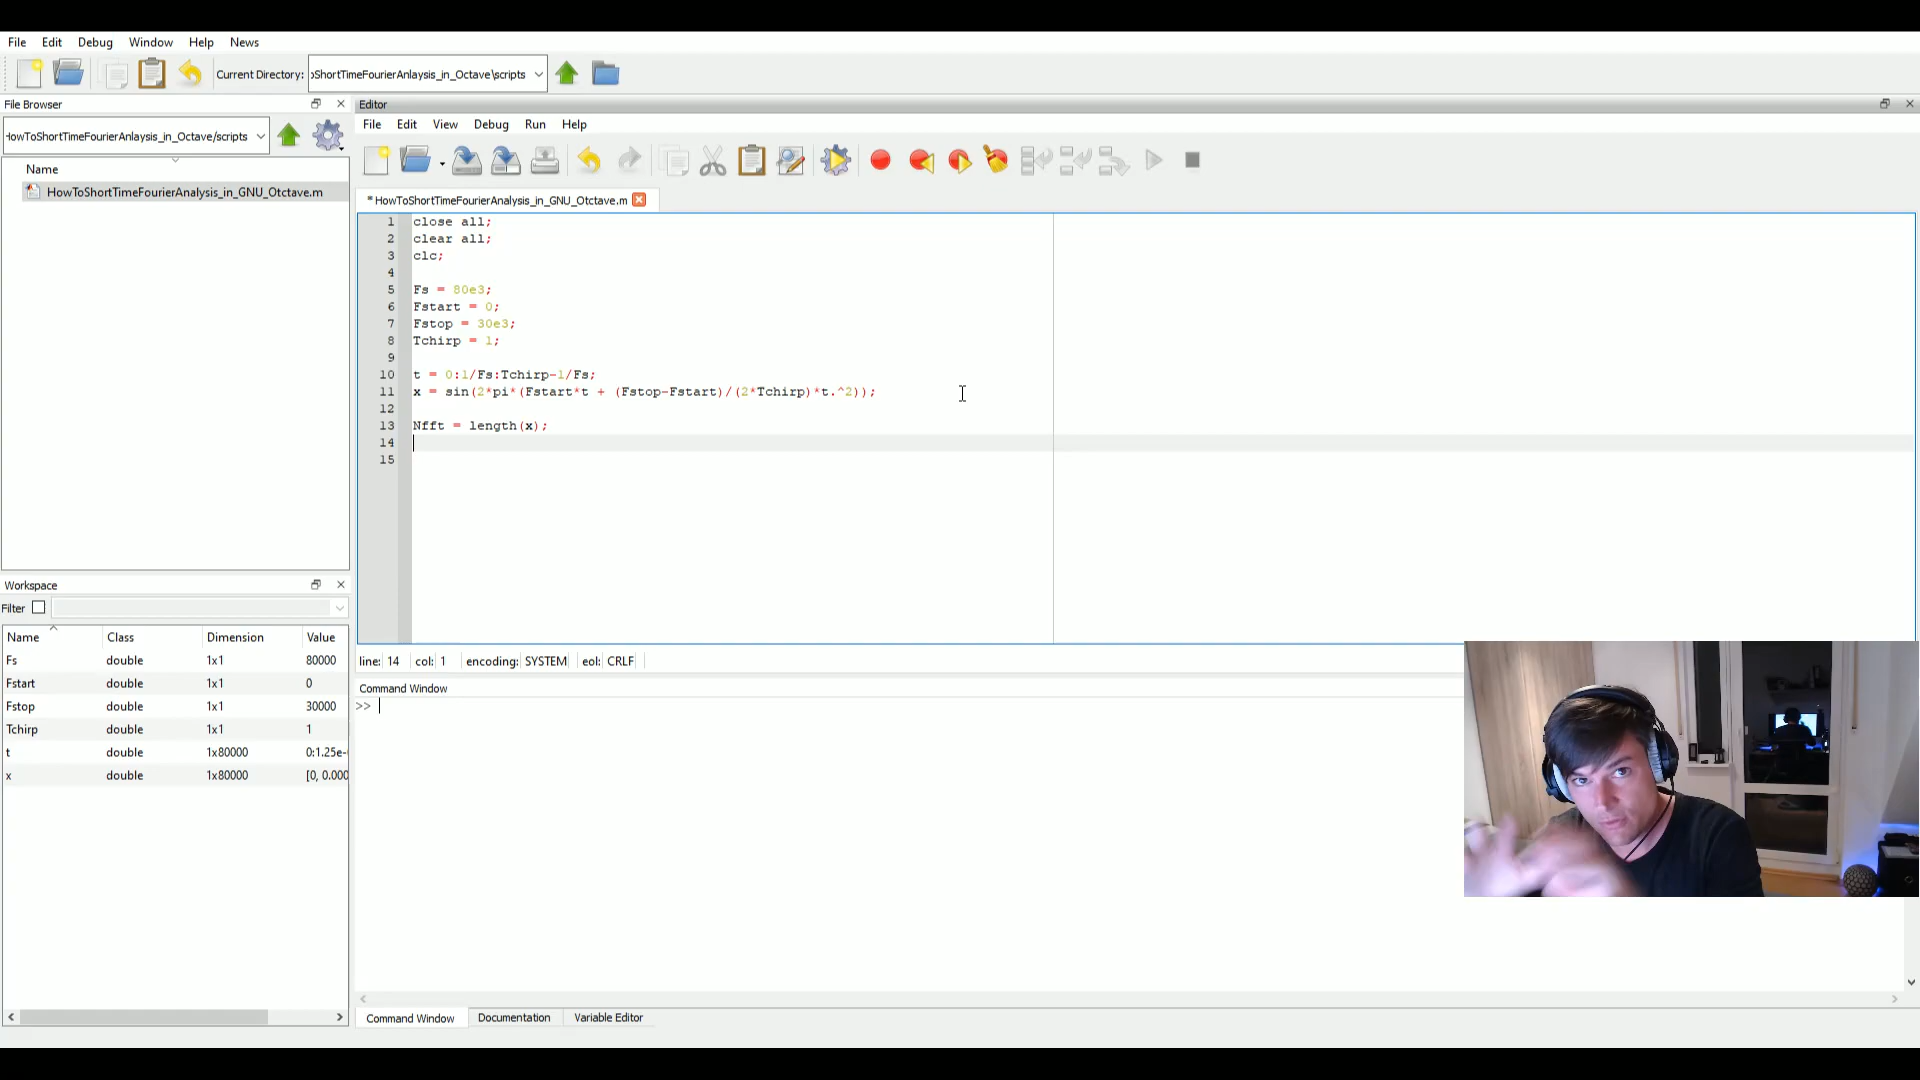 File Edit Debug Window Help News
Current Directory: ›ShortTimeFourierAnlaysis_in_Octave\scripts
File Browser
HowToShortTimeFourierAnlaysis_in_Octave/scripts
Name
HowToShortTimeFourierAnalysis_in_GNU_Otctave.m
Editor
File Edit View Debug Run Help
* HowToShortTimeFourierAnalysis_in_GNU_Otctave.m
1 close all;
2 clear all;
3 clc;
4
5 Fs = 80e3;
6 Fstart = 0;
7 Fstop = 30e3;
8 Tchirp = 1;
9
10 t = 0:1/Fs:Tchirp-1/Fs;
11 x = sin(2*pi*(Fstart*t + (Fstop-Fstart)/(2*Tchirp)*t.^2));
12
13 Nfft = length(x);
14
15
line: 14 col: 1 encoding: SYSTEM eol: CRLF
Workspace
Filter
Name Class Dimension Value
Fs double 1x1 80000
Fstart double 1x1 0
Fstop double 1x1 30000
Tchirp double 1x1 1
t double 1x80000 0:1.25e-
x double 1x80000 [0, 0.000
Command Window
>>
Command Window Documentation Variable Editor